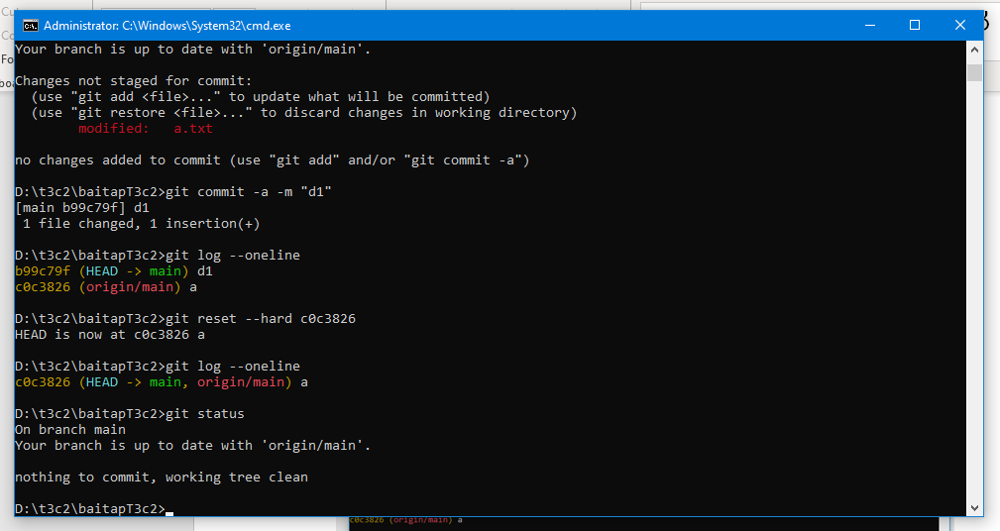 Cu
Co
Fo
boa
Administrator: C:\Windows\System32\cmd.exe
Your branch is up to date with 'origin/main'.
Changes not staged for commit:
(use "git add <file>..." to update what will be committed)
(use "git restore <file>..." to discard changes in working directory)
modified:   a.txt
no changes added to commit (use "git add" and/or "git commit -a")
D:\t3c2\baitapT3c2>git commit -a -m "d1"
[main b99c79f] d1
1 file changed, 1 insertion(+)
D:\t3c2\baitapT3c2>git log --oneline
b99c79f (HEAD -> main) d1
c0c3826 (origin/main) a
D:\t3c2\baitapT3c2>git reset --hard c0c3826
HEAD is now at c0c3826 a
D:\t3c2\baitapT3c2>git log --oneline
c0c3826 (HEAD -> main, origin/main) a
D:\t3c2\baitapT3c2>git status
On branch main
Your branch is up to date with 'origin/main'.
nothing to commit, working tree clean
D:\t3c2\baitapT3c2>
c0c3826 (origin/main) a